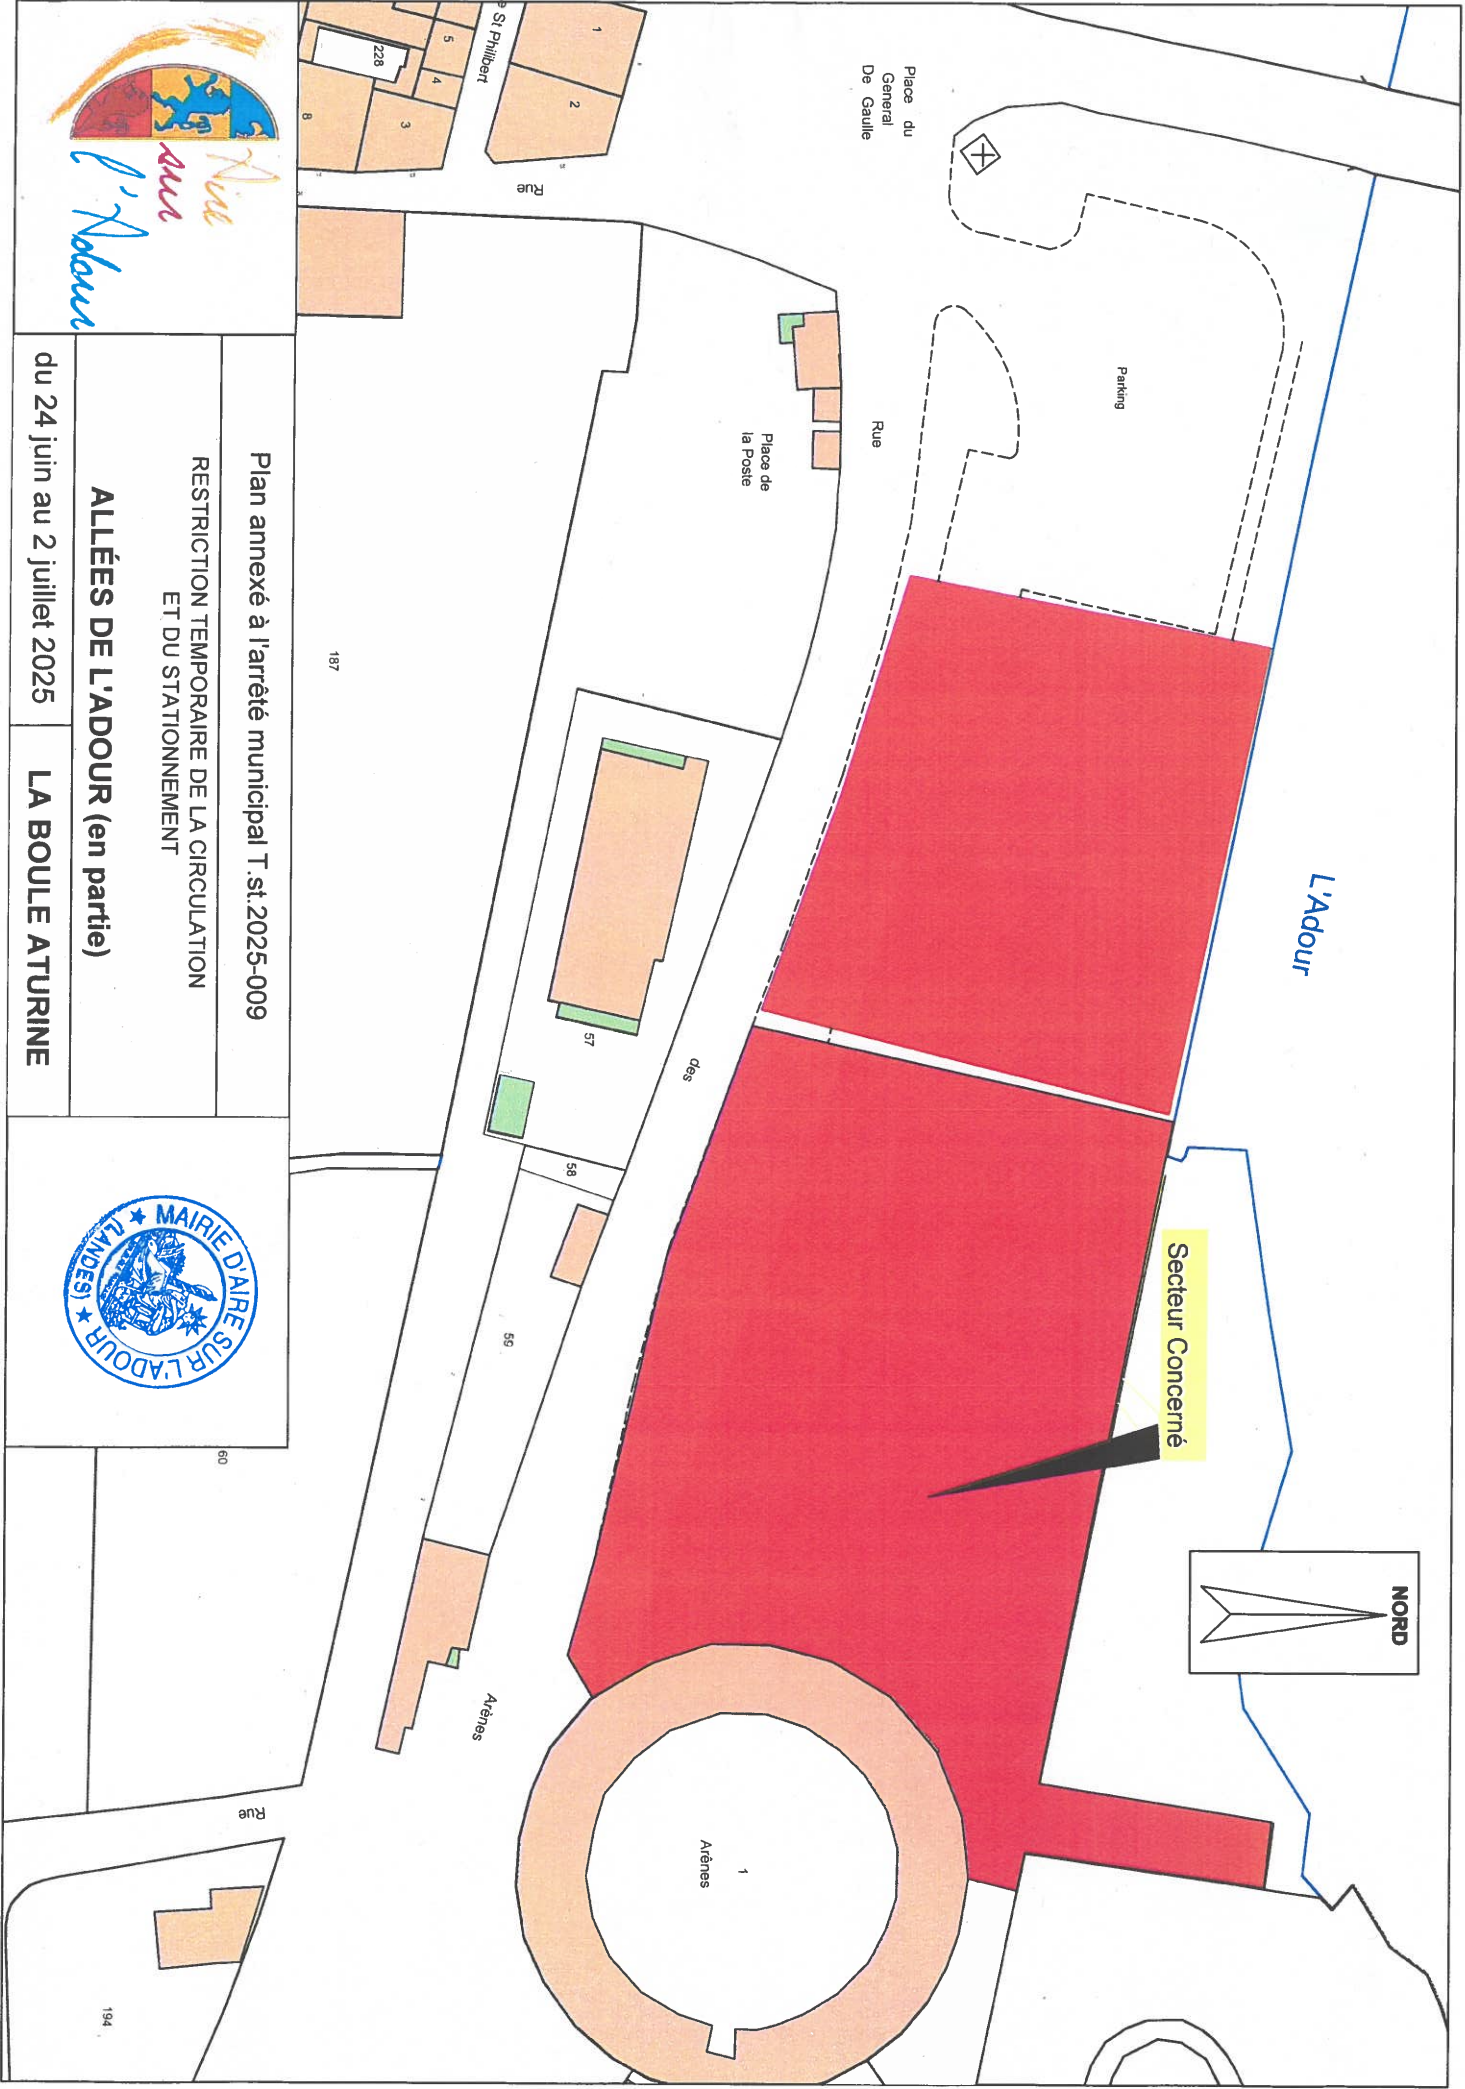 L'Adour
NORD
Secteur Concerné
Place du
General
De Gaulle
Parking
Rue
Place de
la Poste
des
Arènes
1
Arènes
St Philibert
Rue
1
2
5
4
3
228
8
187
57
58
59
60
Rue
194
Aire
sur
l'Adour
Plan annexé à l'arrêté municipal T.st.2025-009
RESTRICTION TEMPORAIRE DE LA CIRCULATION
ET DU STATIONNEMENT
ALLÉES DE L'ADOUR (en partie)
du 24 juin au 2 juillet 2025
LA BOULE ATURINE
MAIRIE D'AIRE SUR L'ADOUR
★ (LANDES) ★